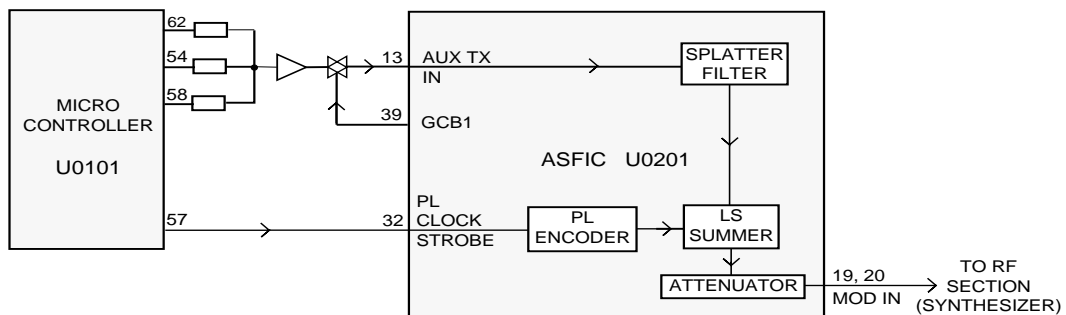 62
54
58
MICRO
CONTROLLER
U0101
57
13
AUX TX
IN
39
GCB1
SPLATTER
FILTER
ASFIC U0201
32
PL
CLOCK
STROBE
PL
ENCODER
LS
SUMMER
ATTENUATOR
19, 20
MOD IN
TO RF
SECTION
(SYNTHESIZER)